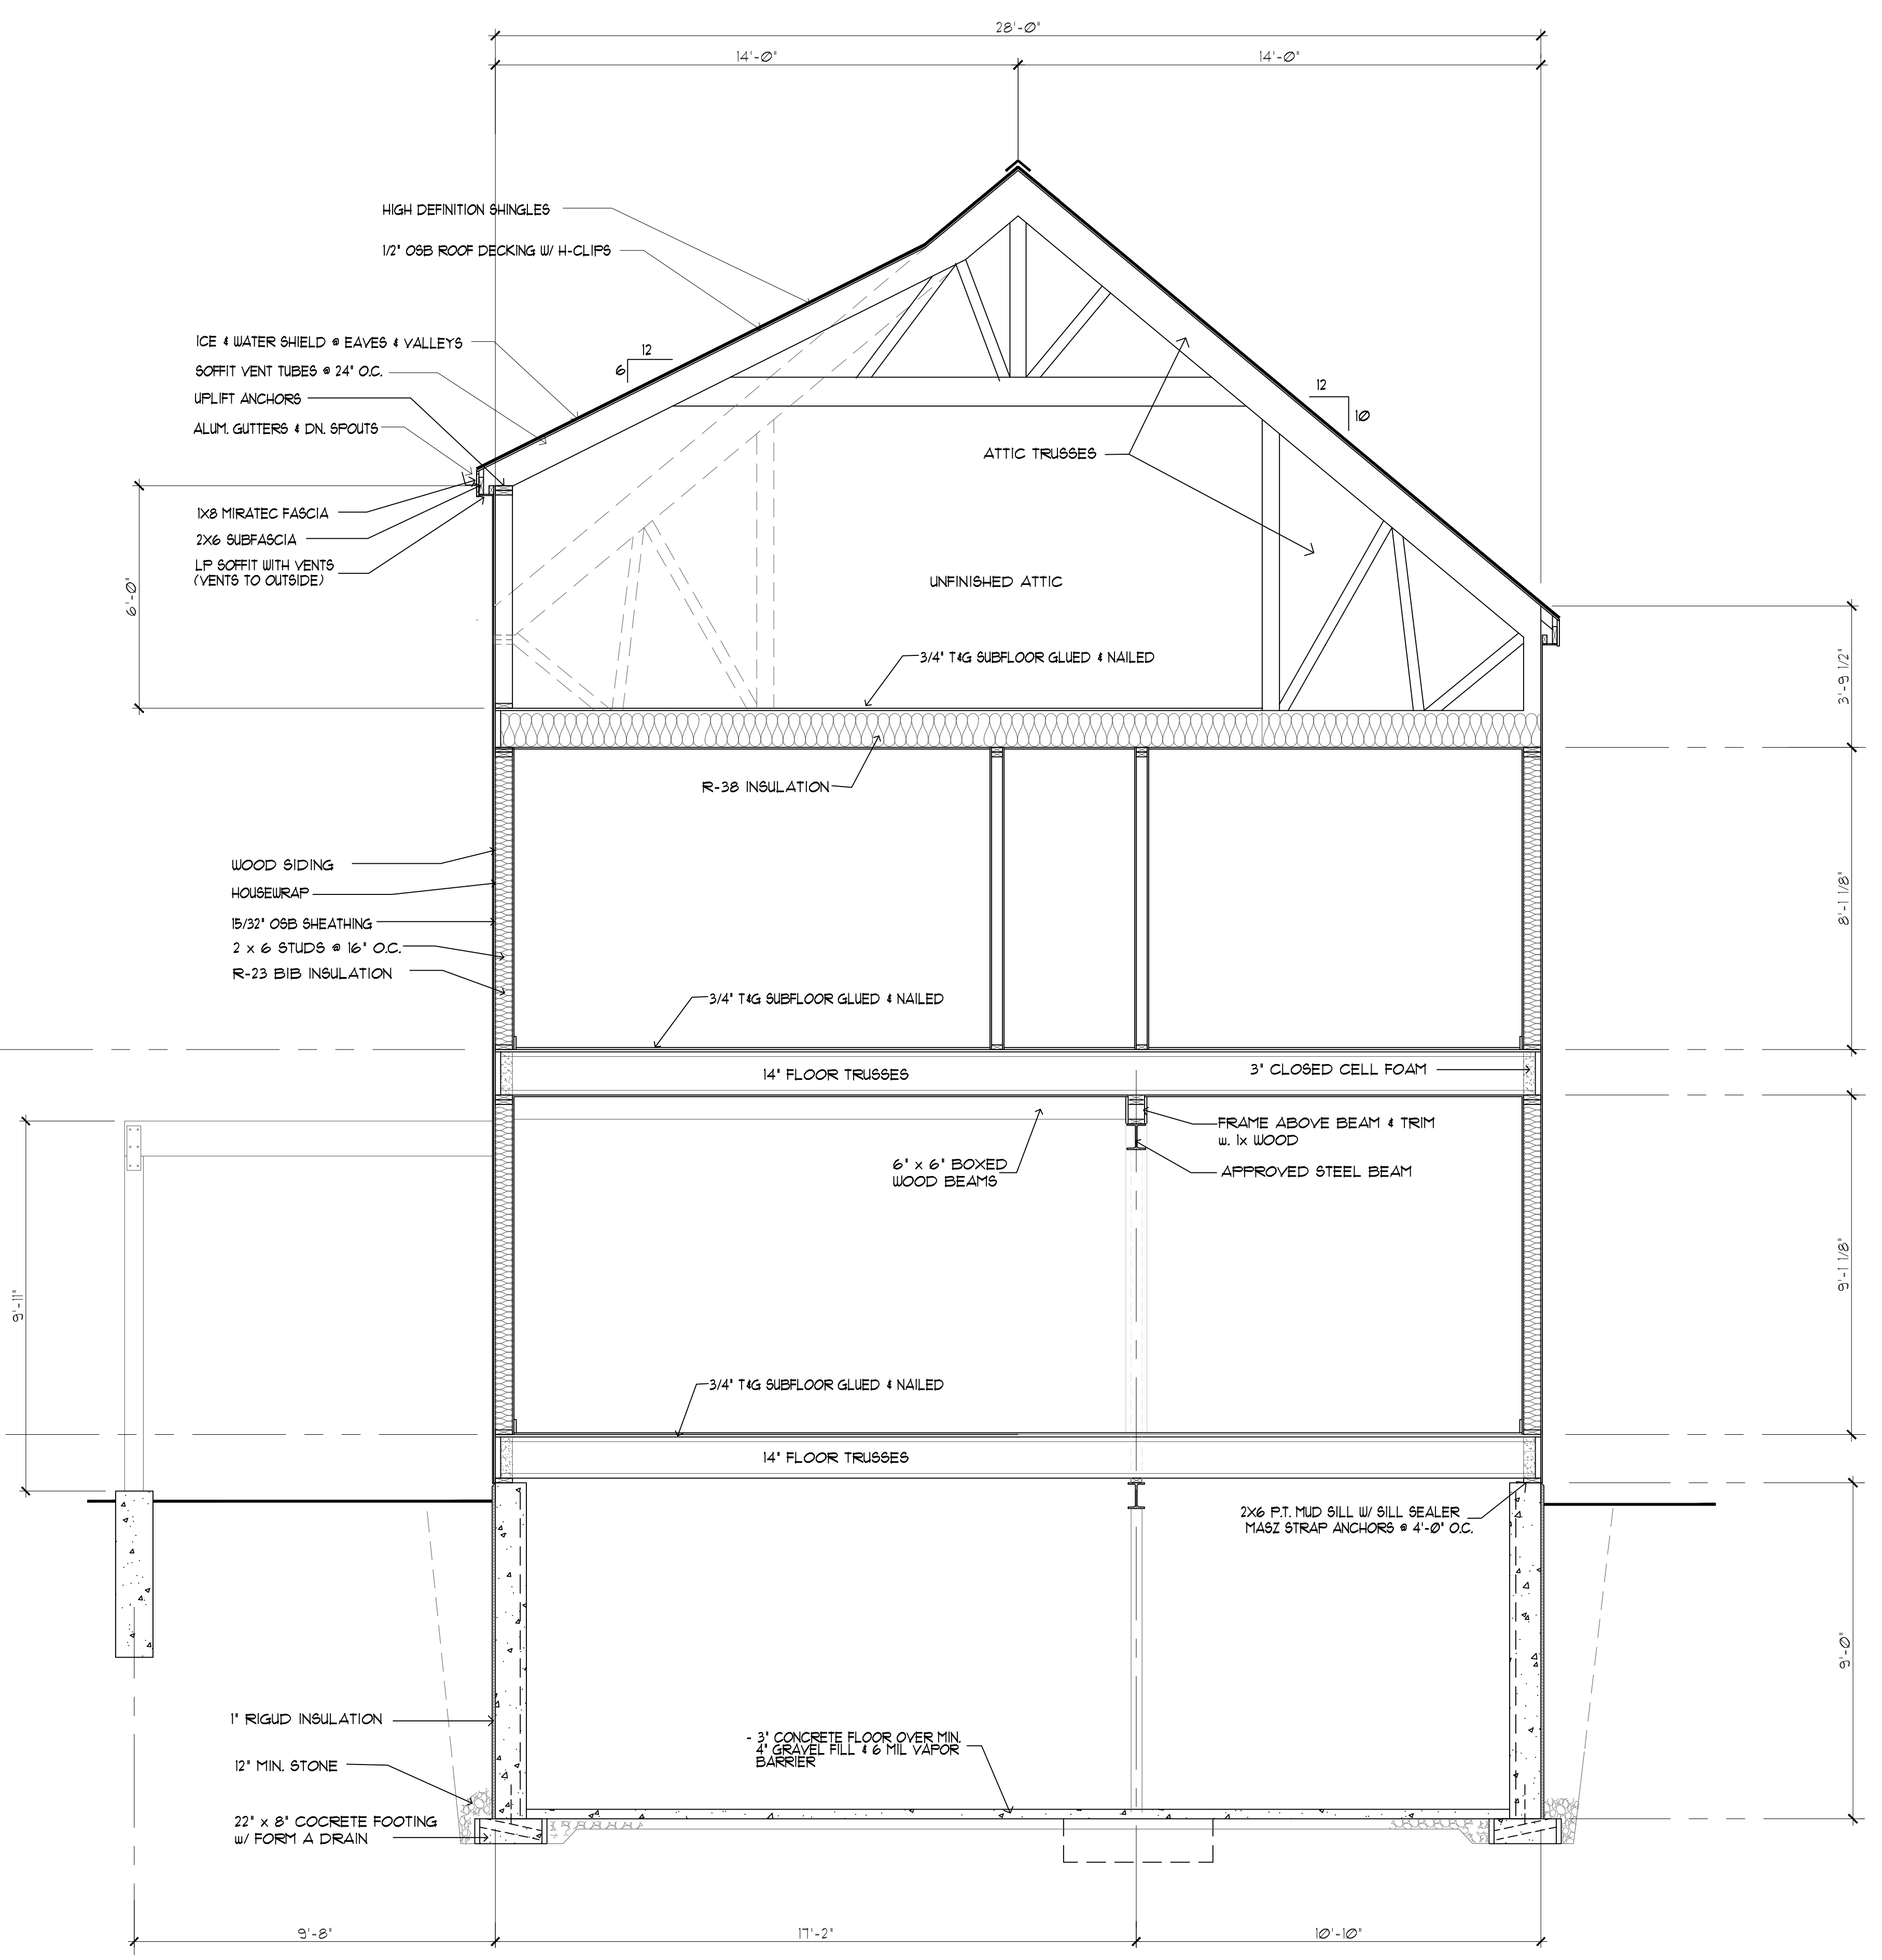 28'-0"
14'-0"
14'-0"
HIGH DEFINITION SHINGLES
1/2" OSB ROOF DECKING W/ H-CLIPS
ICE & WATER SHIELD @ EAVES & VALLEYS
SOFFIT VENT TUBES @ 24" O.C.
UPLIFT ANCHORS
ALUM. GUTTERS & DN. SPOUTS
12
6
12
10
ATTIC TRUSSES
1X8 MIRATEC FASCIA
2X6 SUBFASCIA
LP SOFFIT WITH VENTS
(VENTS TO OUTSIDE)
6'-0"
UNFINISHED ATTIC
3/4" T&G SUBFLOOR GLUED & NAILED
3'-9 1/2"
R-38 INSULATION
WOOD SIDING
HOUSEWRAP
15/32" OSB SHEATHING
2 x 6 STUDS @ 16" O.C.
R-23 BIB INSULATION
8'-1 1/8"
3/4" T&G SUBFLOOR GLUED & NAILED
14" FLOOR TRUSSES
3" CLOSED CELL FOAM
FRAME ABOVE BEAM & TRIM
w. 1x WOOD
6" x 6" BOXED
WOOD BEAMS
APPROVED STEEL BEAM
9'-11"
9'-1 1/8"
3/4" T&G SUBFLOOR GLUED & NAILED
14" FLOOR TRUSSES
2X6 P.T. MUD SILL W/ SILL SEALER
MASZ STRAP ANCHORS @ 4'-0" O.C.
9'-0"
1" RIGUD INSULATION
- 3" CONCRETE FLOOR OVER MIN.
4" GRAVEL FILL & 6 MIL VAPOR
BARRIER
12" MIN. STONE
22" x 8" COCRETE FOOTING
w/ FORM A DRAIN
9'-8"
17'-2"
10'-10"